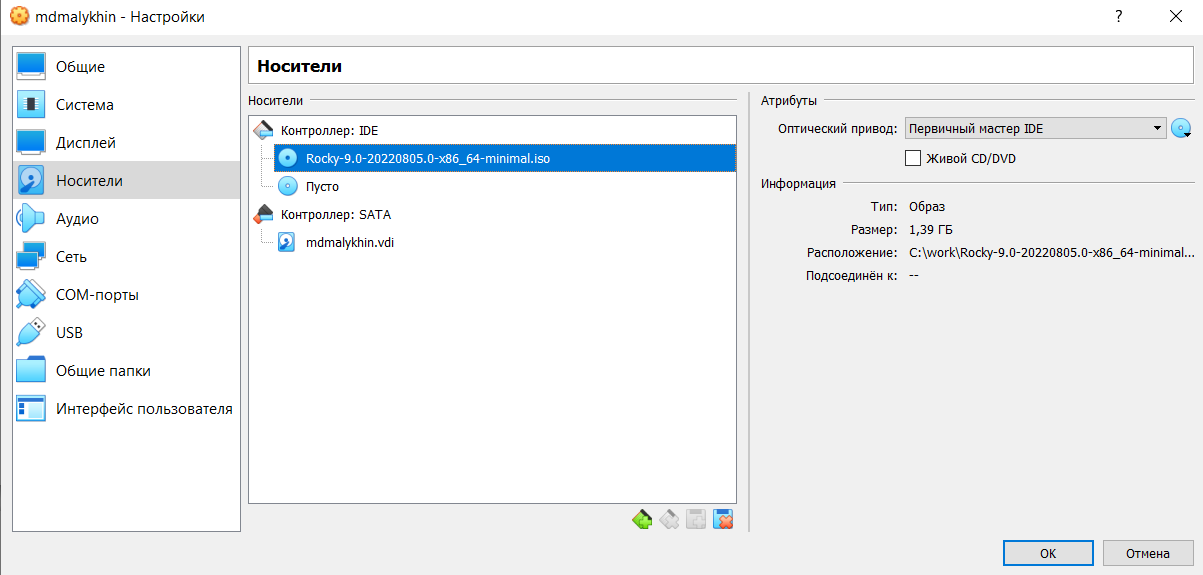 mdmalykhin - Настройки
?
Общие
Система
Дисплей
Носители
Аудио
Сеть
COM-порты
USB
Общие папки
Интерфейс пользователя
Носители
Носители
Контроллер: IDE
Rocky-9.0-20220805.0-x86_64-minimal.iso
Пусто
Контроллер: SATA
mdmalykhin.vdi
Атрибуты
Оптический привод: Первичный мастер IDE
Живой CD/DVD
Информация
Тип: Образ
Размер: 1,39 ГБ
Расположение: C:\work\Rocky-9.0-20220805.0-x86_64-minimal...
Подсоединён к: --
OK
Отмена